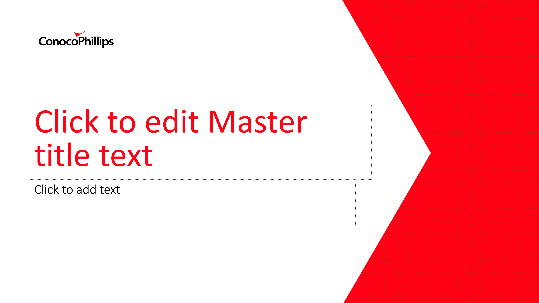 ConocoPhillips
Click to edit Master
title text
Click to add text